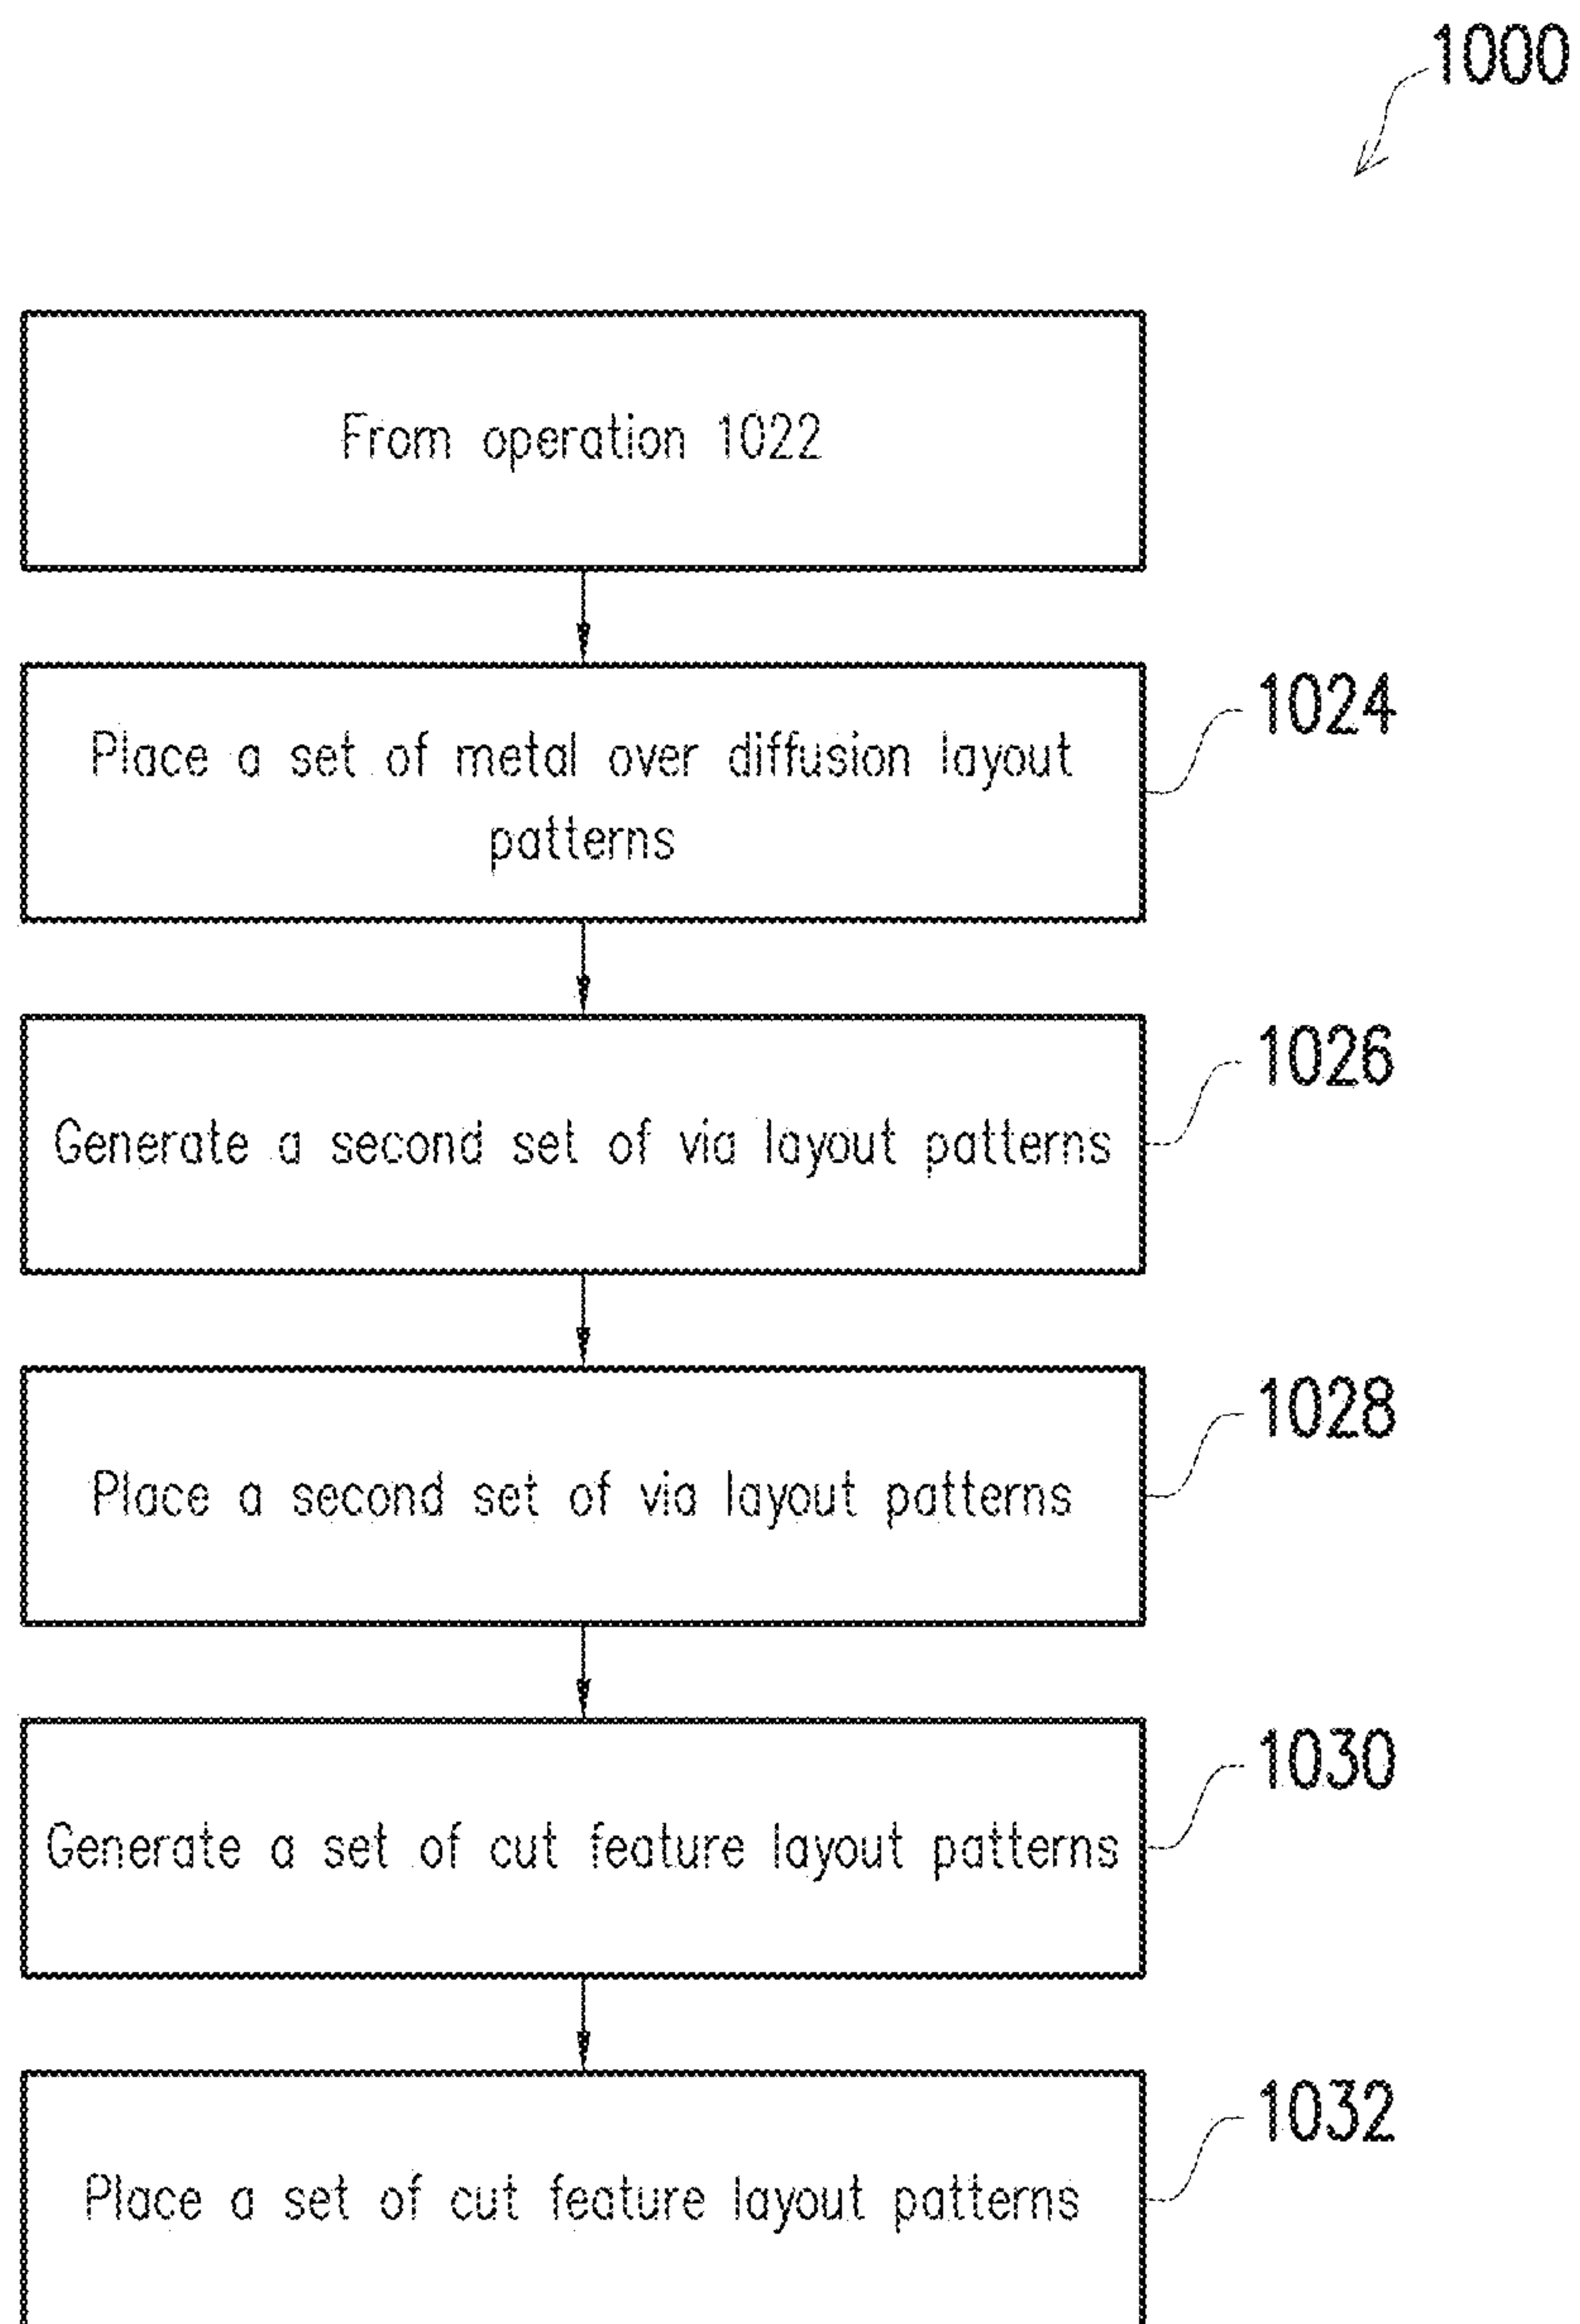 1000
From operation 1022
Place a set of metal over diffusion layout
patterns
1024
Generate a second set of via layout patterns
1026
Place a second set of via layout patterns
1028
Generate a set of cut feature layout patterns
1030
Place a set of cut feature layout patterns
1032